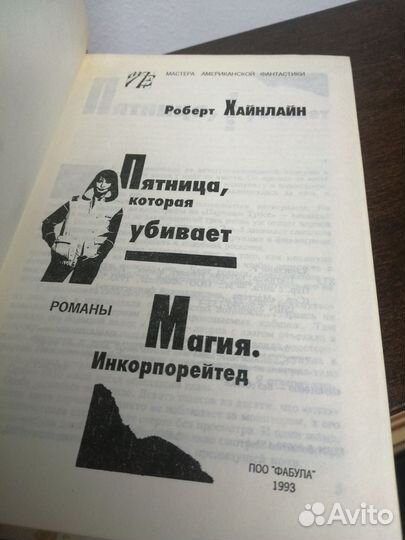 МАСТЕРА АМЕРИКАНСКОЙ ФАНТАСТИКИ
Роберт ХАЙНЛАЙН
Пятница,
которая
убивает
РОМАНЫ
Магия.
Инкорпорейтед
ПОО "ФАБУЛА"
1993
Avito